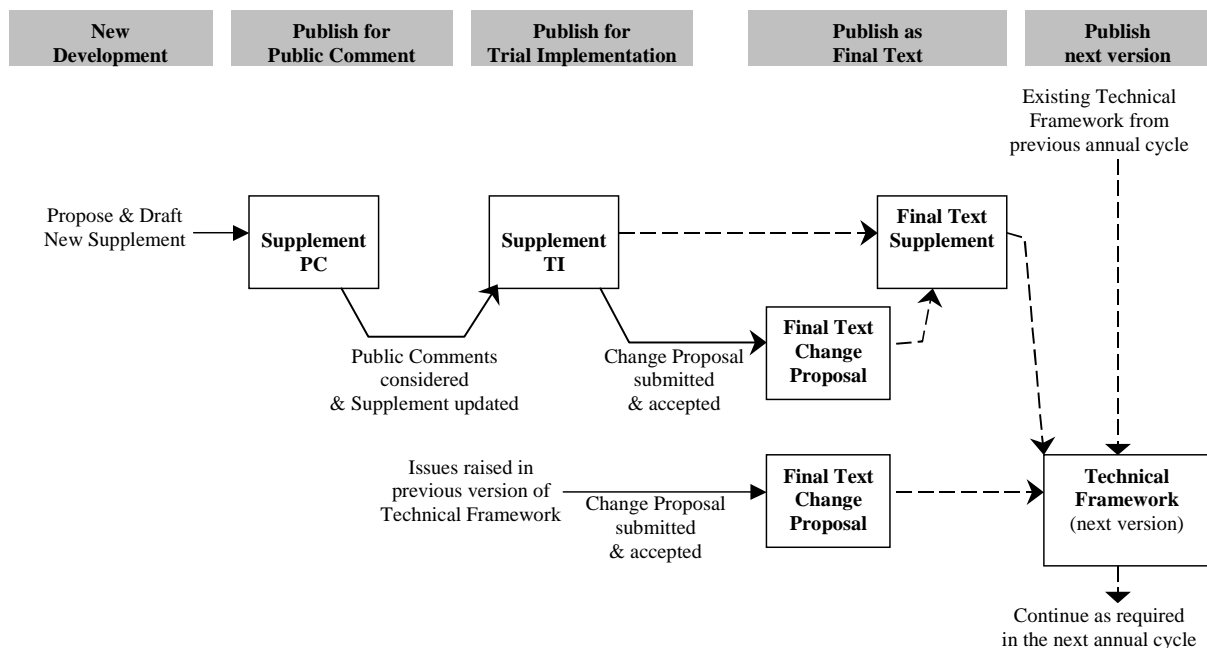 New
Development
Publish for
Public Comment
Publish for
Trial Implementation
Publish as
Final Text
Publish
next version
Existing Technical
Framework from
previous annual cycle
Propose & Draft
New Supplement
Supplement
PC
Supplement
TI
Final Text
Supplement
Public Comments
considered
& Supplement updated
Change Proposal
submitted
& accepted
Final Text
Change
Proposal
Issues raised in
previous version of
Technical Framework
Change Proposal
submitted
& accepted
Final Text
Change
Proposal
Technical
Framework
(next version)
Continue as required
in the next annual cycle